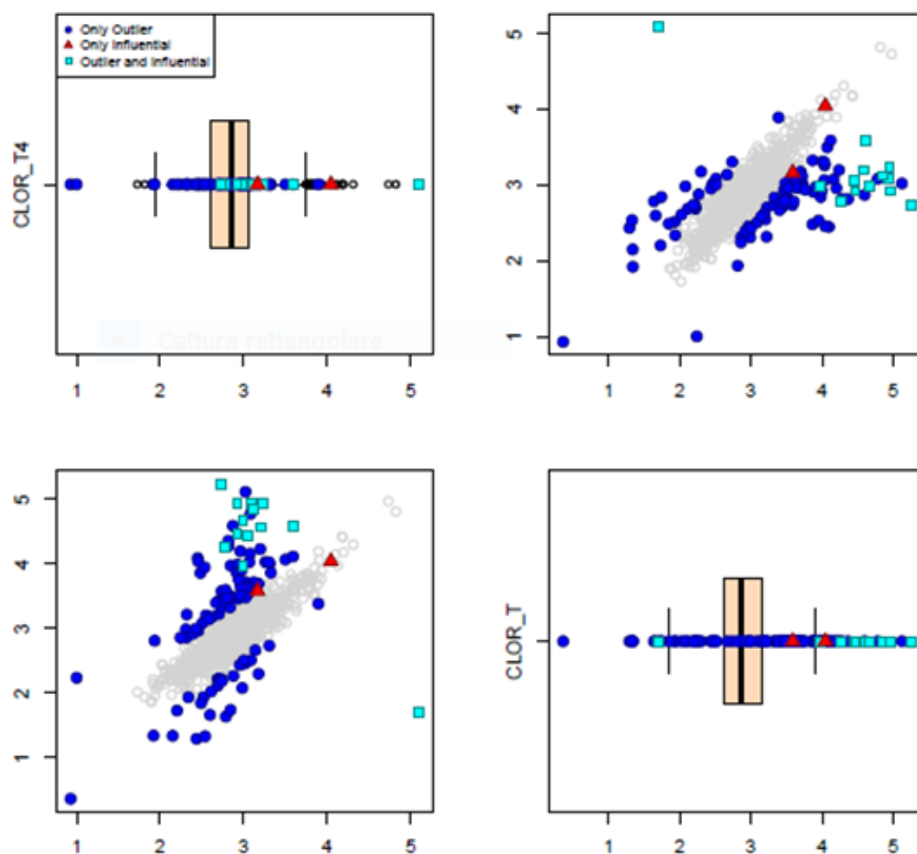 Only Outlier
Only Influential
Outlier and Influential
CLOR_T4
Cattura rettangolare
1 2 3 4 5
5
4
3
2
1
1 2 3 4 5
5
4
3
2
1
1 2 3 4 5
CLOR_T
1 2 3 4 5